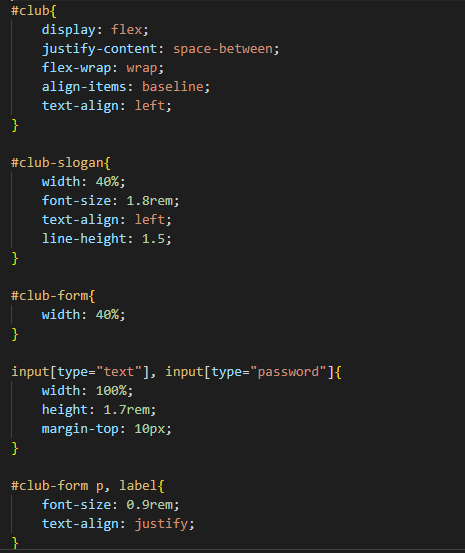 #club{
display: flex;
justify-content: space-between;
flex-wrap: wrap;
align-items: baseline;
text-align: left;
}
#club-slogan{
width: 40%;
font-size: 1.8rem;
text-align: left;
line-height: 1.5;
}
#club-form{
width: 40%;
}
input[type="text"], input[type="password"]{
width: 100%;
height: 1.7rem;
margin-top: 10px;
}
#club-form p, label{
font-size: 0.9rem;
text-align: justify;
}